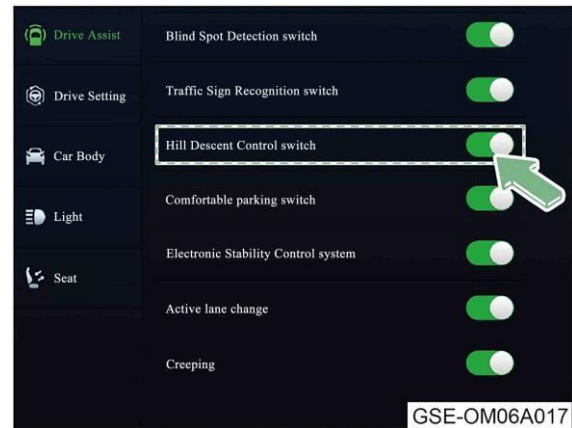 Drive Assist
Drive Setting
Car Body
Light
Seat
Blind Spot Detection switch
Traffic Sign Recognition switch
Hill Descent Control switch
Comfortable parking switch
Electronic Stability Control system
Active lane change
Creeping
GSE-OM06A017